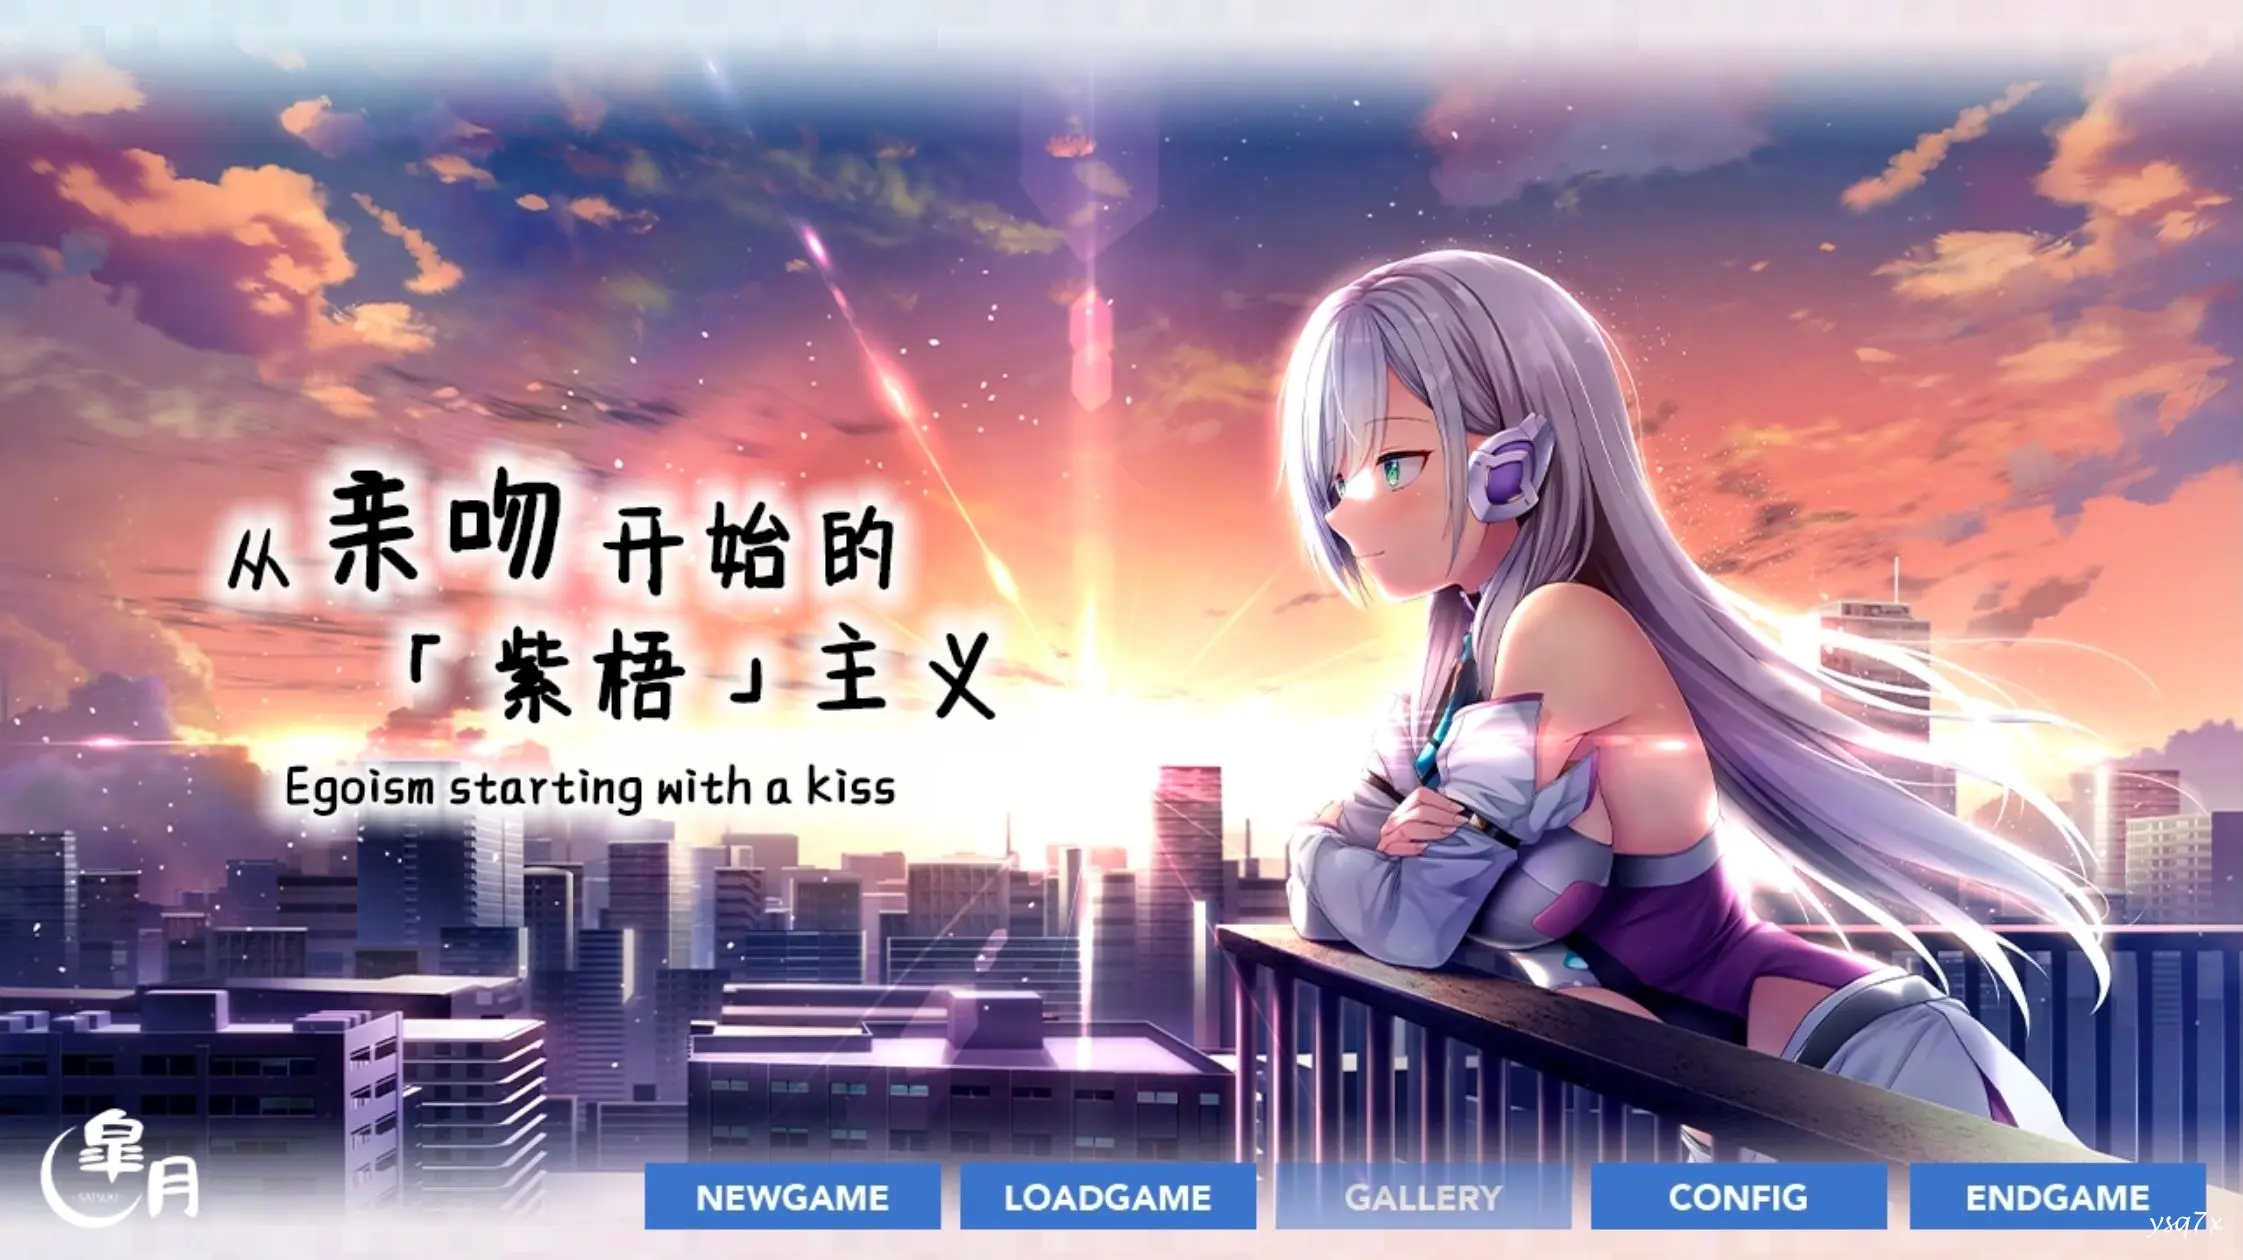 从亲吻开始的
「紫梧」主义
Egoism starting with a kiss
皐月
SATSUKI
NEWGAME
LOADGAME
GALLERY
CONFIG
ENDGAME
ysq7x